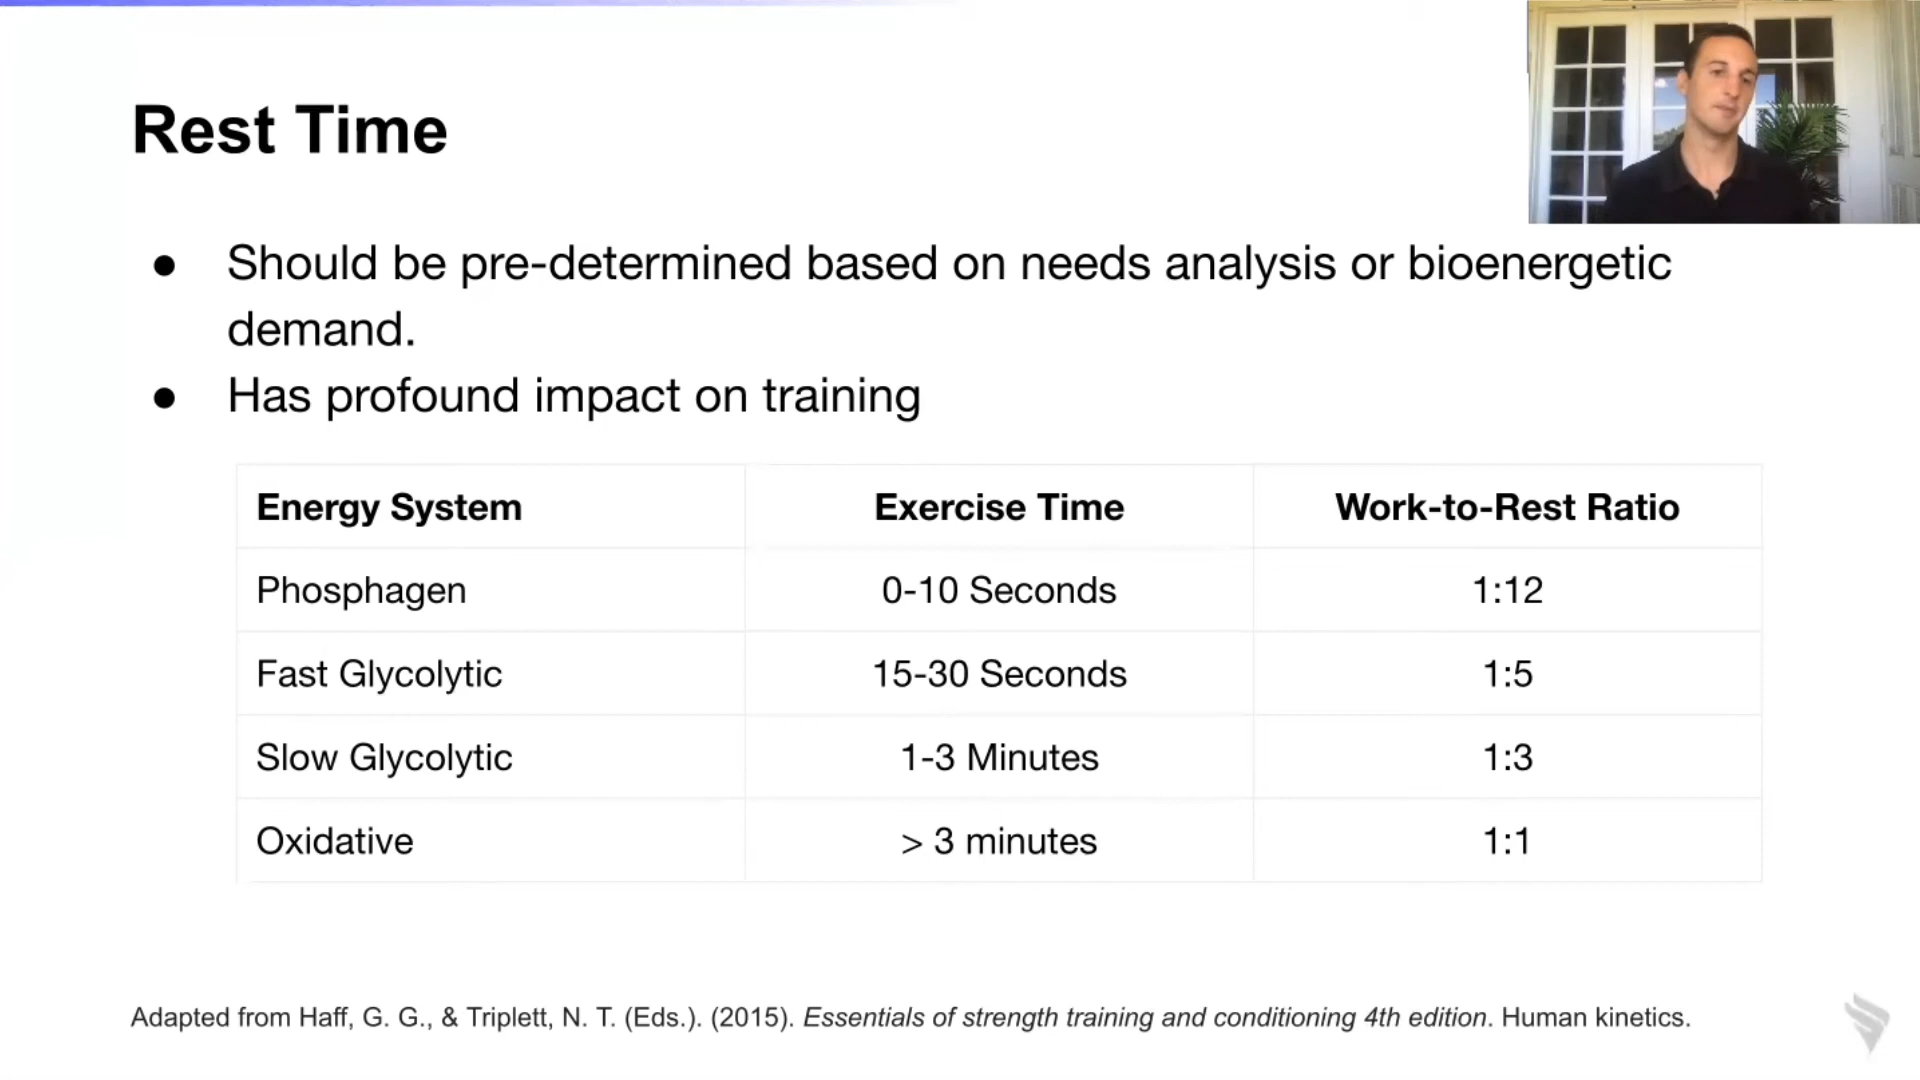 Rest Time
● Should be pre-determined based on needs analysis or bioenergetic
demand.
● Has profound impact on training
Energy System Exercise Time Work-to-Rest Ratio
Phosphagen 0-10 Seconds 1:12
Fast Glycolytic 15-30 Seconds 1:5
Slow Glycolytic 1-3 Minutes 1:3
Oxidative > 3 minutes 1:1
Adapted from Haff, G. G., & Triplett, N. T. (Eds.). (2015). Essentials of strength training and conditioning 4th edition. Human kinetics.